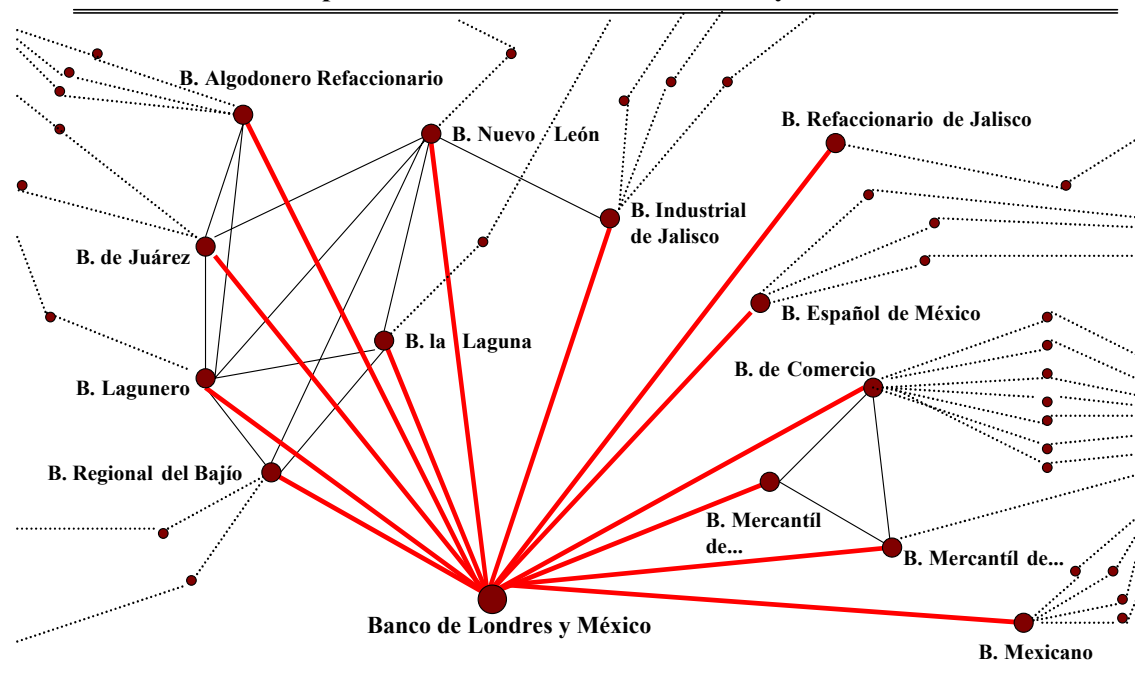 B. Algodonero Refaccionario
B. Nuevo León
B. Refaccionario de Jalisco
B. Industrial
de Jalisco
B. de Juárez
B. Español de México
B. la Laguna
B. de Comercio
B. Lagunero
B. Regional del Bajío
B. Mercantíl
de...
B. Mercantíl de...
Banco de Londres y México
B. Mexicano